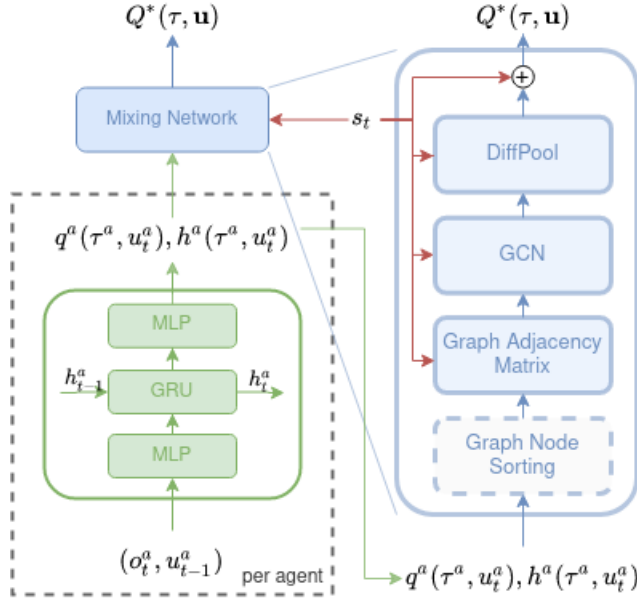 Q*(τ, u)
Mixing Network
q^a(τ^a, u_t^a), h^a(τ^a, u_t^a)
MLP
h_{t-1}^a
GRU
h_t^a
MLP
(o_t^a, u_{t-1}^a)
per agent
s_t
Q*(τ, u)
+
DiffPool
GCN
Graph Adjacency
Matrix
Graph Node
Sorting
q^a(τ^a, u_t^a), h^a(τ^a, u_t^a)